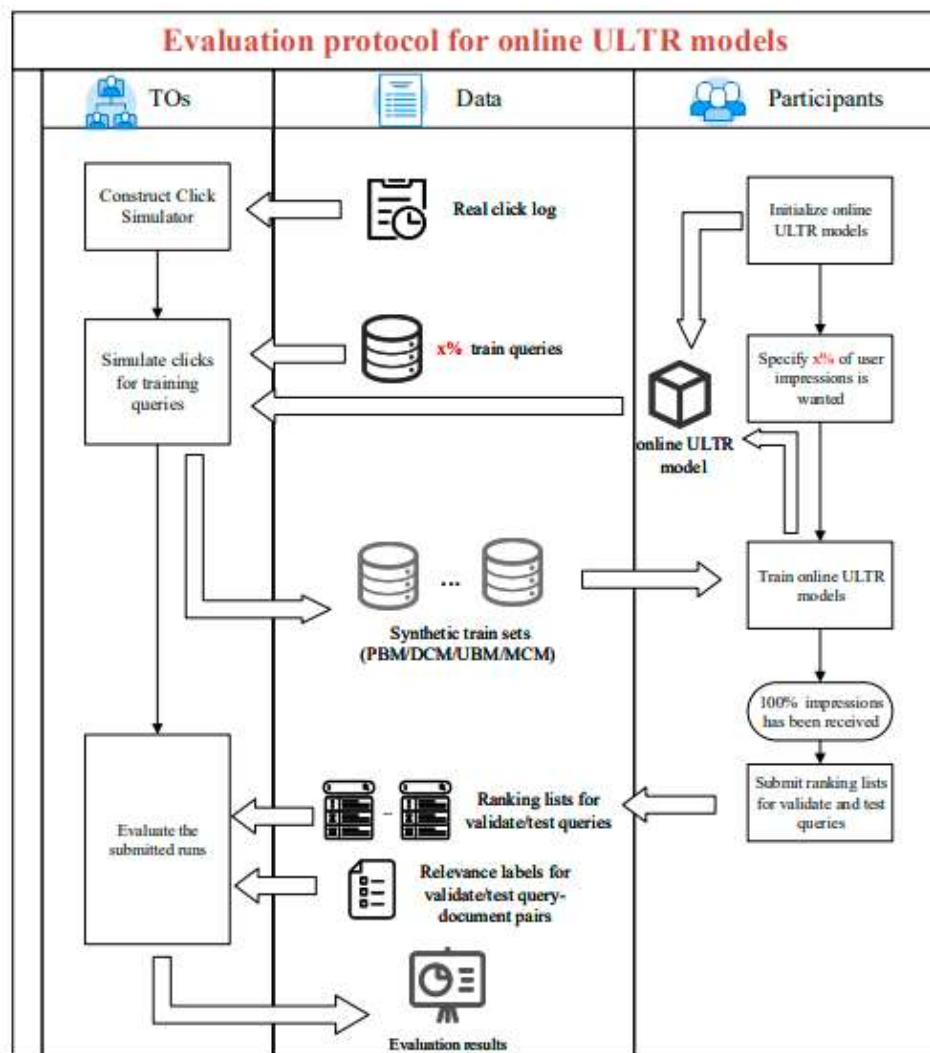 Evaluation protocol for online ULTR models
TOs
Data
Participants
Construct Click
Simulator
Real click log
Initialize online
ULTR models
Simulate clicks
for training
queries
x% train queries
Specify x% of user
impressions is
wanted
online ULTR
model
Train online ULTR
models
...
Synthetic train sets
(PBM/DCM/UBM/MCM)
100% impressions
has been received
Submit ranking lists
for validate and test
queries
Evaluate the
submitted runs
...
Ranking lists for
validate/test queries
Relevance labels for
validate/test query-
document pairs
Evaluation results